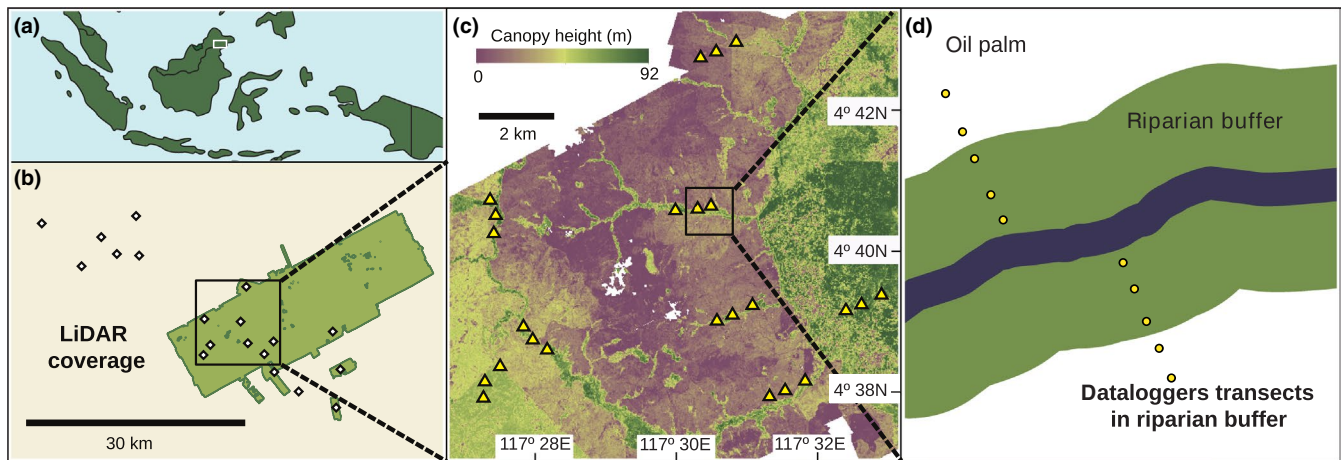 (a)
(b)
LiDAR
coverage
30 km
(c)
Canopy height (m)
0 92
2 km
4º 42N
4º 40N
4º 38N
117º 28E 117º 30E 117º 32E
(d)
Oil palm
Riparian buffer
Dataloggers transects
in riparian buffer